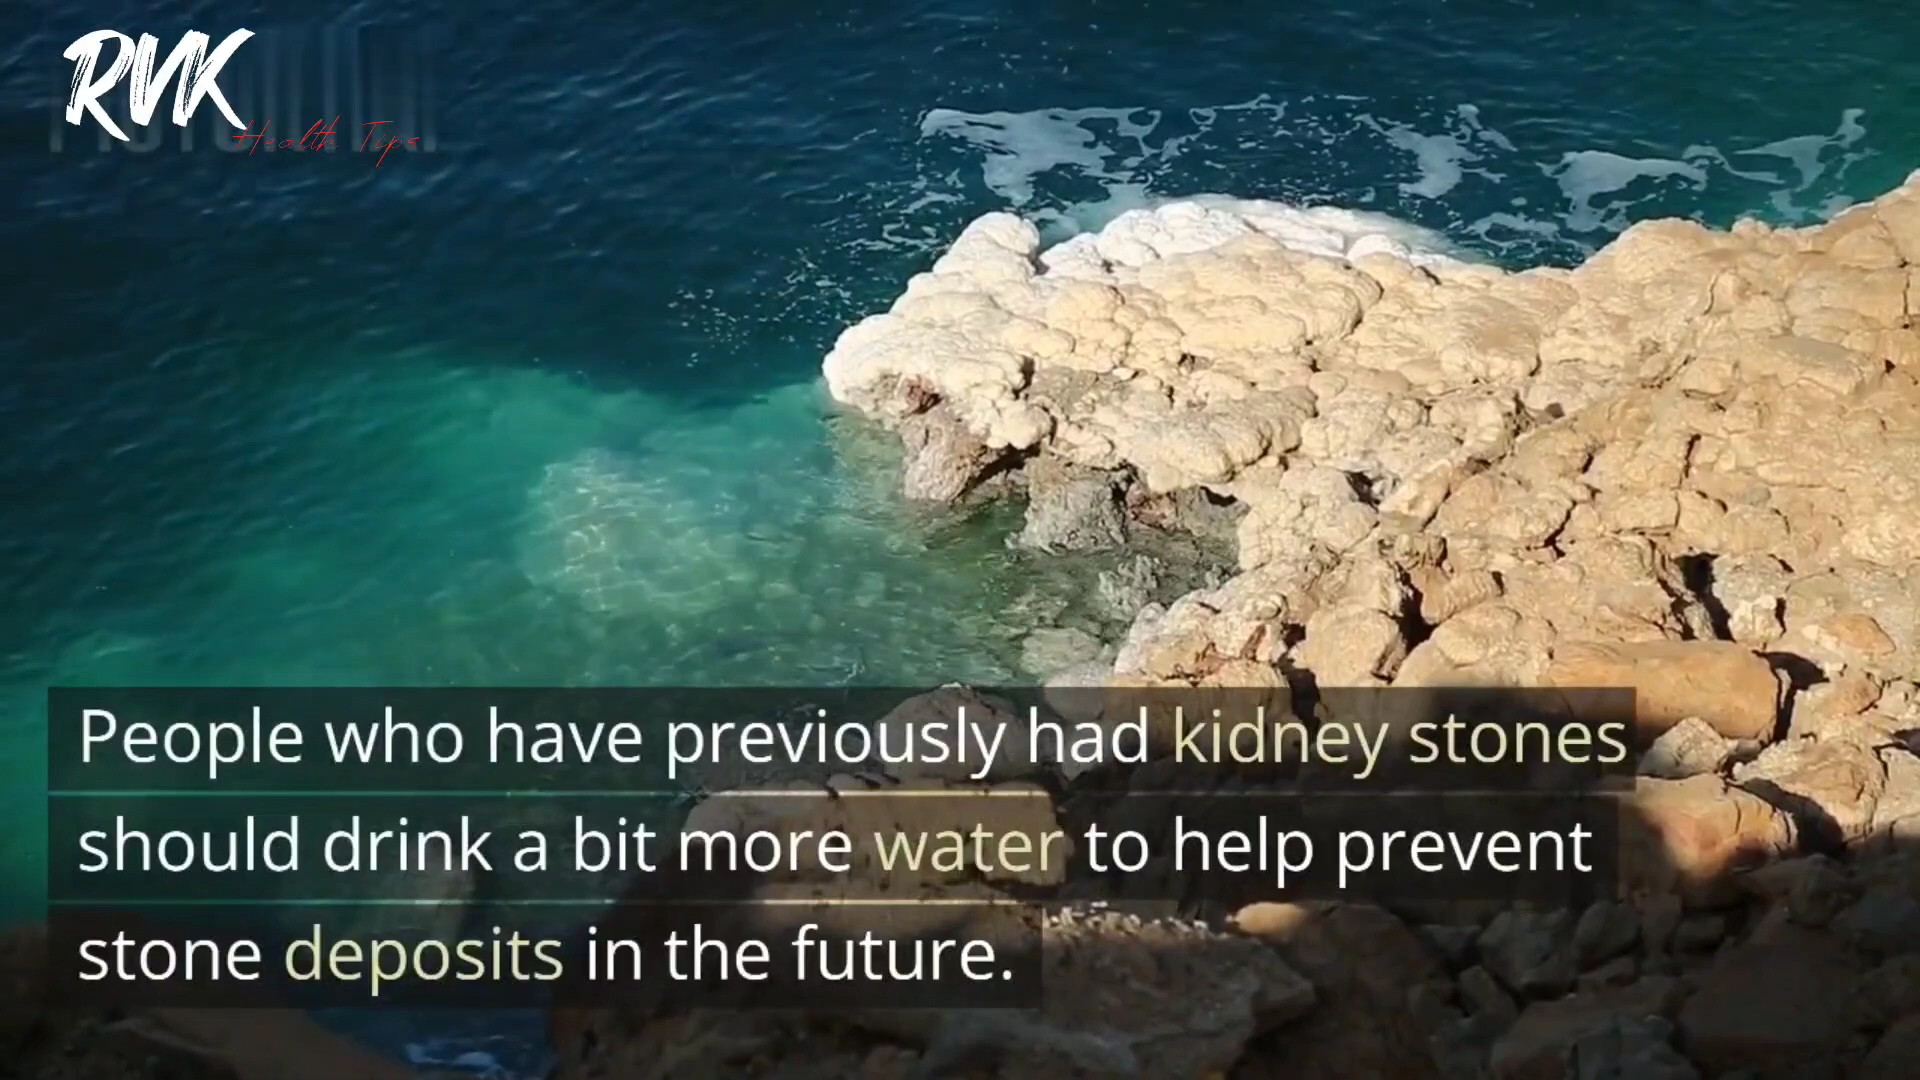 RVK
Health Tips
People who have previously had kidney stones
should drink a bit more water to help prevent
stone deposits in the future.